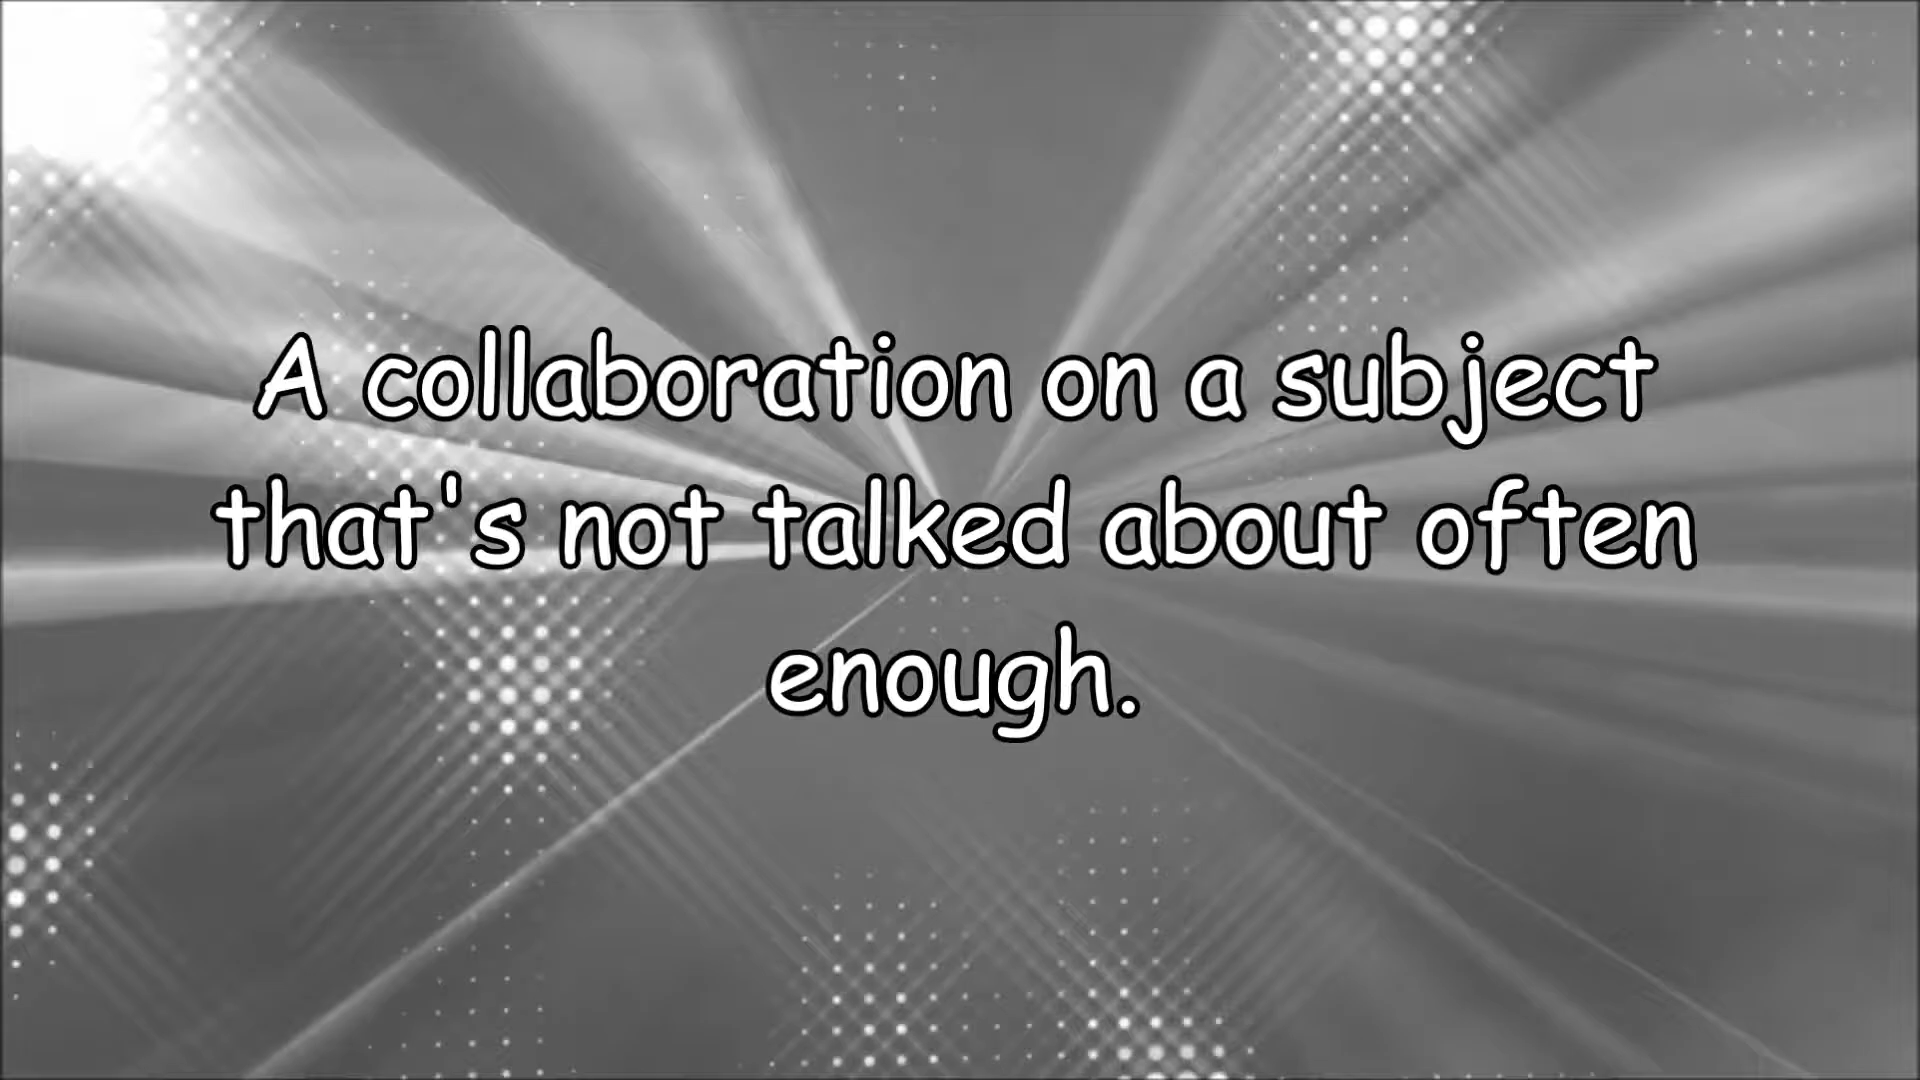 A collaboration on a subject
that's not talked about often
enough.